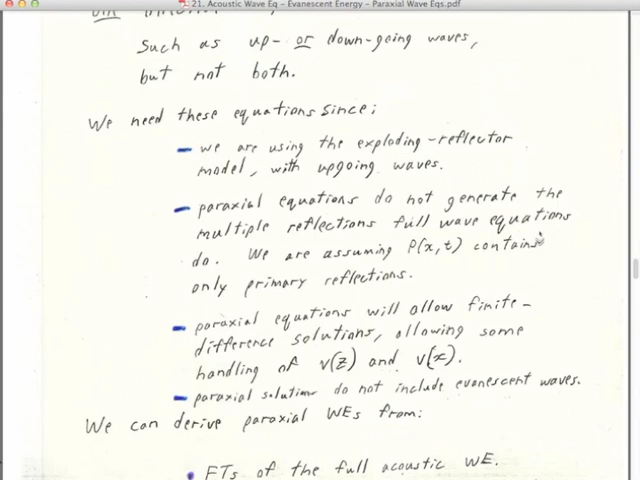 21. Acoustic Wave Eq - Evanescent Energy - Paraxial Wave Eqs.pdf
Such as up- or down-going waves,
but not both.
We need these equations since:
- we are using the exploding-reflector
model, with upgoing waves.
- paraxial equations do not generate the
multiple reflections full wave equations
do. We are assuming P(x,t) contains
only primary reflections.
- paraxial equations will allow finite-
difference solutions, allowing some
handling of v(z) and v(x).
- paraxial solutions do not include evanescent waves.
We can derive paraxial WEs from:
• FTs of the full acoustic WE.